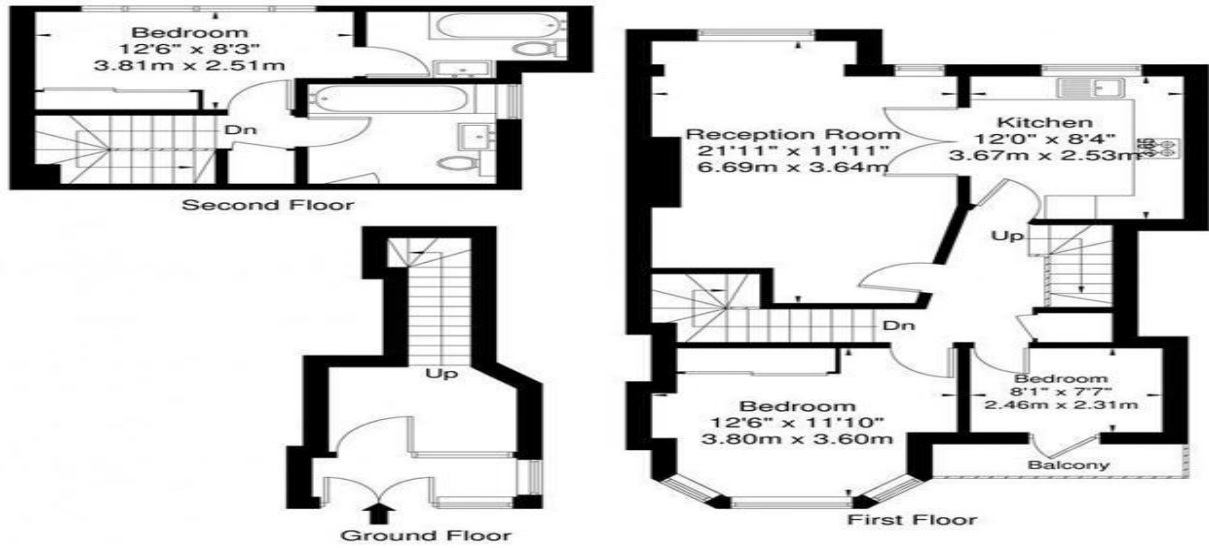 Bedroom
12'6" x 8'3"
3.81m x 2.51m
Dn
Second Floor
Up
Ground Floor
Reception Room
21'11" x 11'11"
6.69m x 3.64m
Kitchen
12'0" x 8'4"
3.67m x 2.53m
Up
Dn
Bedroom
12'6" x 11'10"
3.80m x 3.60m
Bedroom
8'1" x 7'7"
2.46m x 2.31m
Balcony
First Floor